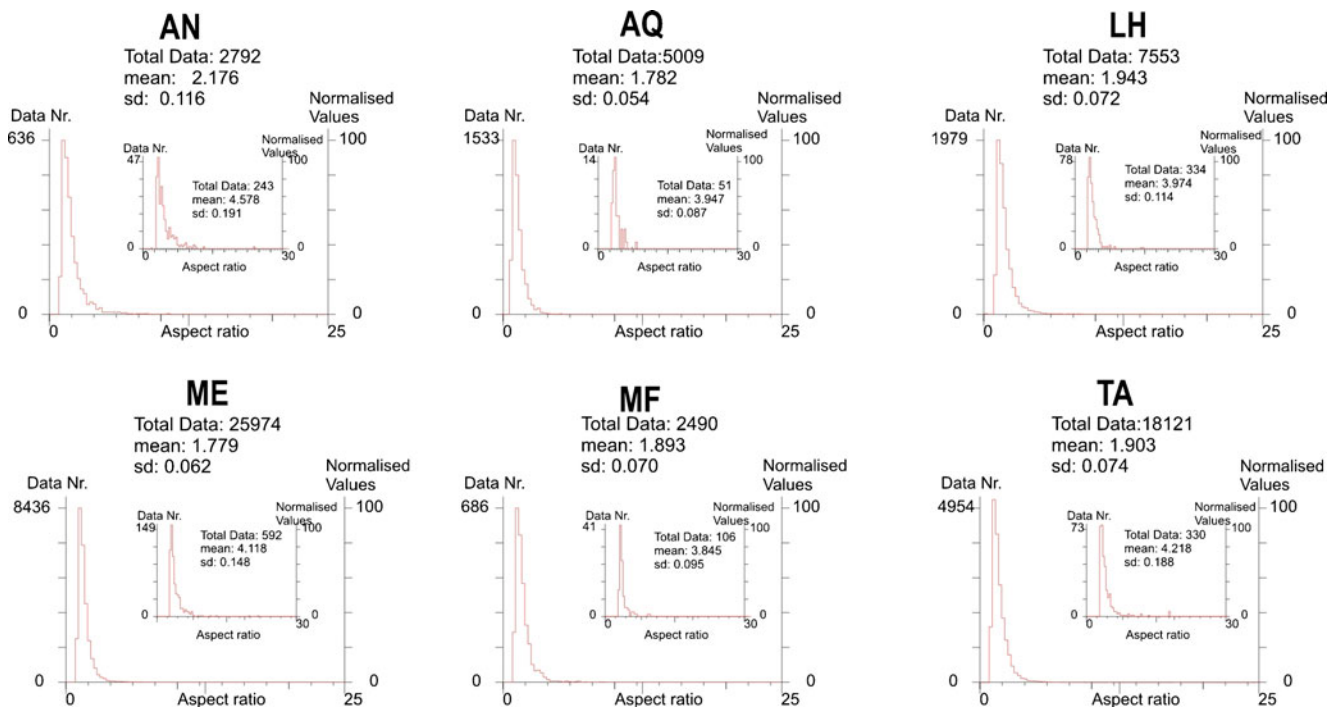 AN
Total Data: 2792
mean: 2.176
sd: 0.116
Data Nr.
Normalised
Values
636
100
0
0
0
25
Aspect ratio
Data Nr.
Normalised
Values
47
100
Total Data: 243
mean: 4.578
sd: 0.191
0
0
0
30
Aspect ratio
AQ
Total Data:5009
mean: 1.782
sd: 0.054
Data Nr.
Normalised
Values
1533
100
0
0
0
25
Aspect ratio
Data Nr.
Normalised
Values
14
100
Total Data: 51
mean: 3.947
sd: 0.087
0
0
0
30
Aspect ratio
LH
Total Data: 7553
mean: 1.943
sd: 0.072
Data Nr.
Normalised
Values
1979
100
0
0
0
25
Aspect ratio
Data Nr.
Normalised
Values
78
100
Total Data: 334
mean: 3.974
sd: 0.114
0
0
0
30
Aspect ratio
ME
Total Data: 25974
mean: 1.779
sd: 0.062
Data Nr.
Normalised
Values
8436
100
0
0
0
25
Aspect ratio
Data Nr.
Normalised
Values
149
100
Total Data: 592
mean: 4.118
sd: 0.148
0
0
30
Aspect ratio
MF
Total Data: 2490
mean: 1.893
sd: 0.070
Data Nr.
Normalised
Values
686
100
0
0
0
25
Aspect ratio
Data Nr.
Normalised
Values
41
100
Total Data: 106
mean: 3.845
sd: 0.095
0
0
0
30
Aspect ratio
TA
Total Data:18121
mean: 1.903
sd: 0.074
Data Nr.
Normalised
Values
4954
100
0
0
0
25
Aspect ratio
Data Nr.
Normalised
Values
73
100
Total Data: 330
mean: 4.218
sd: 0.188
0
0
0
30
Aspect ratio